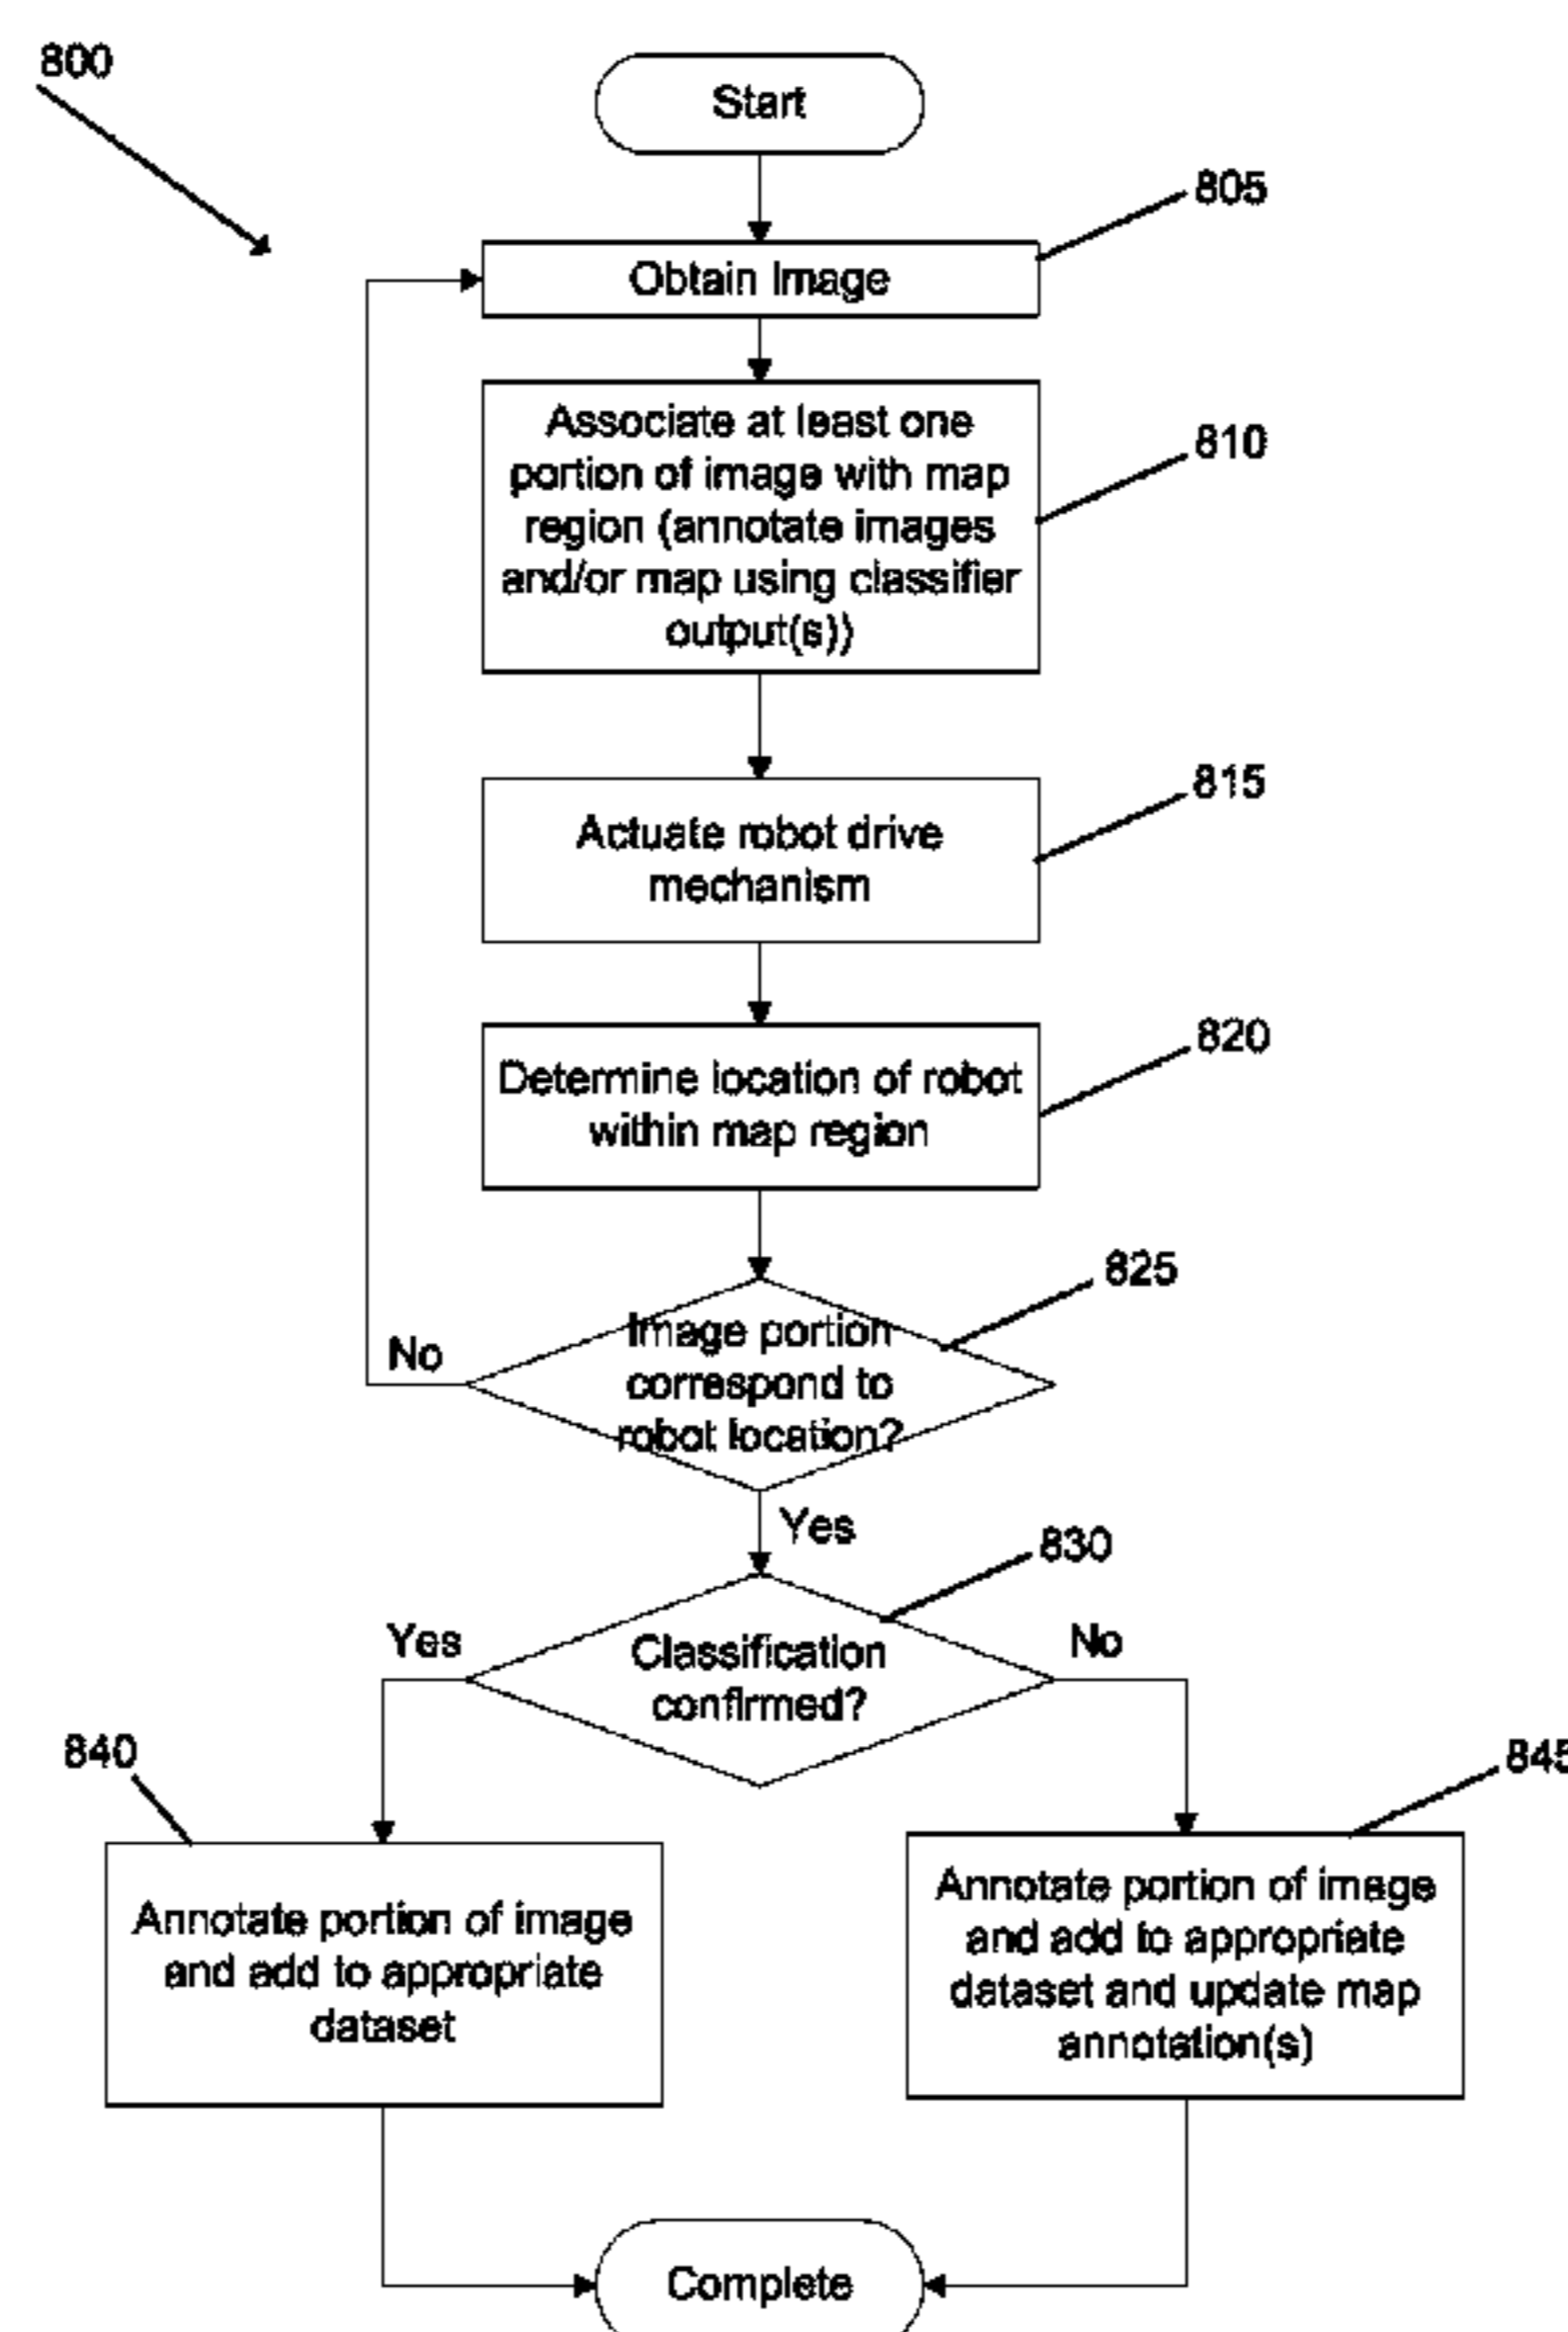 800
Start
805
Obtain Image
Associate at least one
portion of image with map
region (annotate images
and/or map using classifier
output(s))
810
Actuate robot drive
mechanism
815
Determine location of robot
within map region
820
825
Image portion
correspond to
robot location?
No
Yes
830
Classification
confirmed?
Yes
No
840
845
Annotate portion of image
and add to appropriate
dataset
Annotate portion of image
and add to appropriate
dataset and update map
annotation(s)
Complete